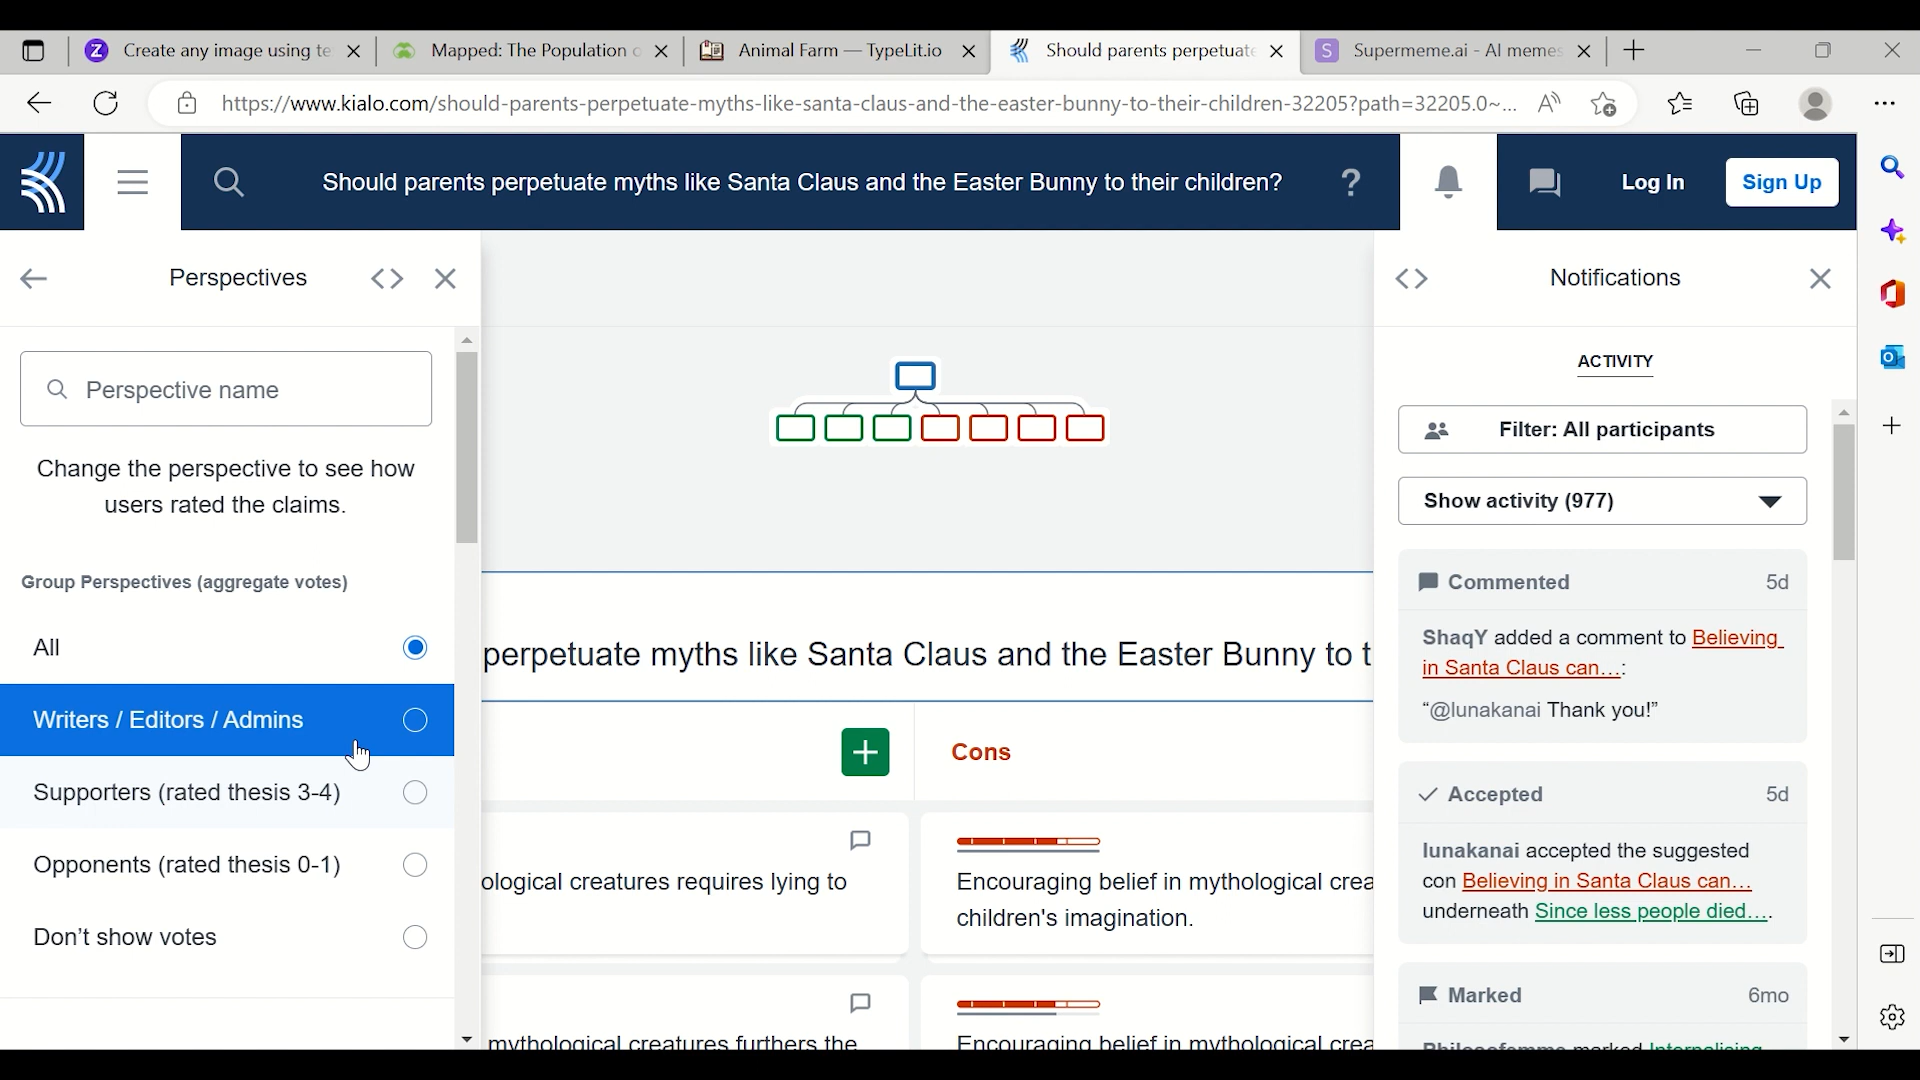 Create any image using te
Mapped: The Population o
Animal Farm — TypeLit.io
Should parents perpetuate
Supermeme.ai - AI memes
https://www.kialo.com/should-parents-perpetuate-myths-like-santa-claus-and-the-easter-bunny-to-their-children-32205?path=32205.0~...
Should parents perpetuate myths like Santa Claus and the Easter Bunny to their children?
Log In
Sign Up
Perspectives
Perspective name
Change the perspective to see how
users rated the claims.
Group Perspectives (aggregate votes)
All
Writers / Editors / Admins
Supporters (rated thesis 3-4)
Opponents (rated thesis 0-1)
Don't show votes
perpetuate myths like Santa Claus and the Easter Bunny to t
Cons
ological creatures requires lying to
Encouraging belief in mythological crea
children's imagination.
mythological creatures furthers the
Encouraging belief in mythological crea
Notifications
ACTIVITY
Filter: All participants
Show activity (977)
Commented 5d
ShaqY added a comment to Believing
in Santa Claus can...:
“@lunakanai Thank you!”
Accepted 5d
lunakanai accepted the suggested
con Believing in Santa Claus can...
underneath Since less people died....
Marked 6mo
Philosofemme marked Internalising